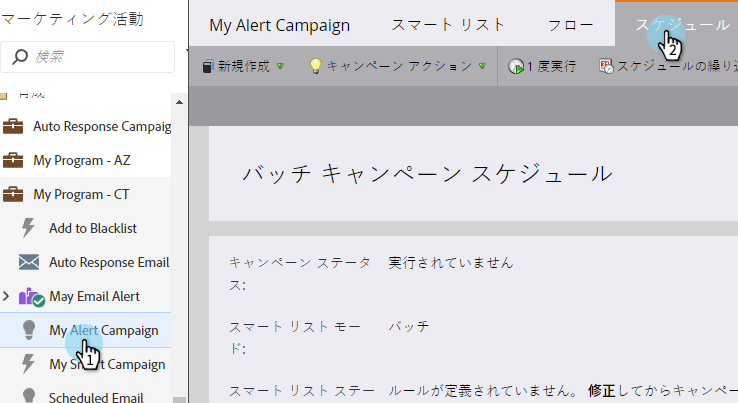 マーケティング活動
検索
育成
Auto Response Campaig
My Program - AZ
My Program - CT
Add to Blacklist
Auto Response Email
May Email Alert
My Alert Campaign
1
My Smart Campaign
Scheduled Email
My Alert Campaign スマート リスト フロー スケジュール
2
新規作成 キャンペーン アクション 1 度実行 スケジュールの繰り返
バッチ キャンペーン スケジュール
キャンペーン ステータ 実行されていません
ス:
スマート リスト モー バッチ
ド:
スマート リスト ステー ルールが定義されていません。 修正してからキャンペー